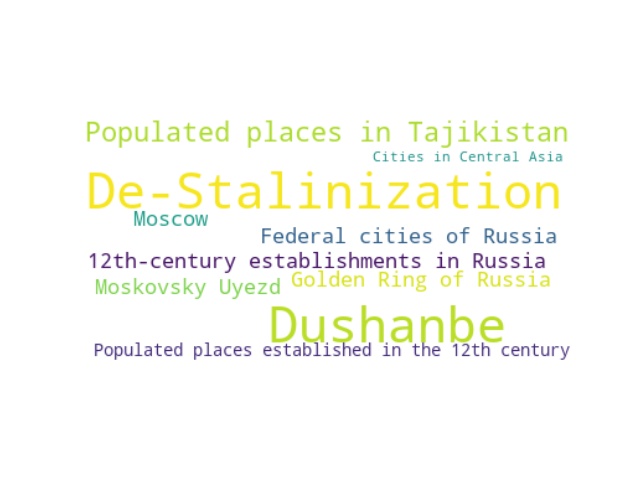 Populated places in Tajikistan
Cities in Central Asia
De-Stalinization
Moscow
Federal cities of Russia
12th-century establishments in Russia
Golden Ring of Russia
Moskovsky Uyezd
Dushanbe
Populated places established in the 12th century